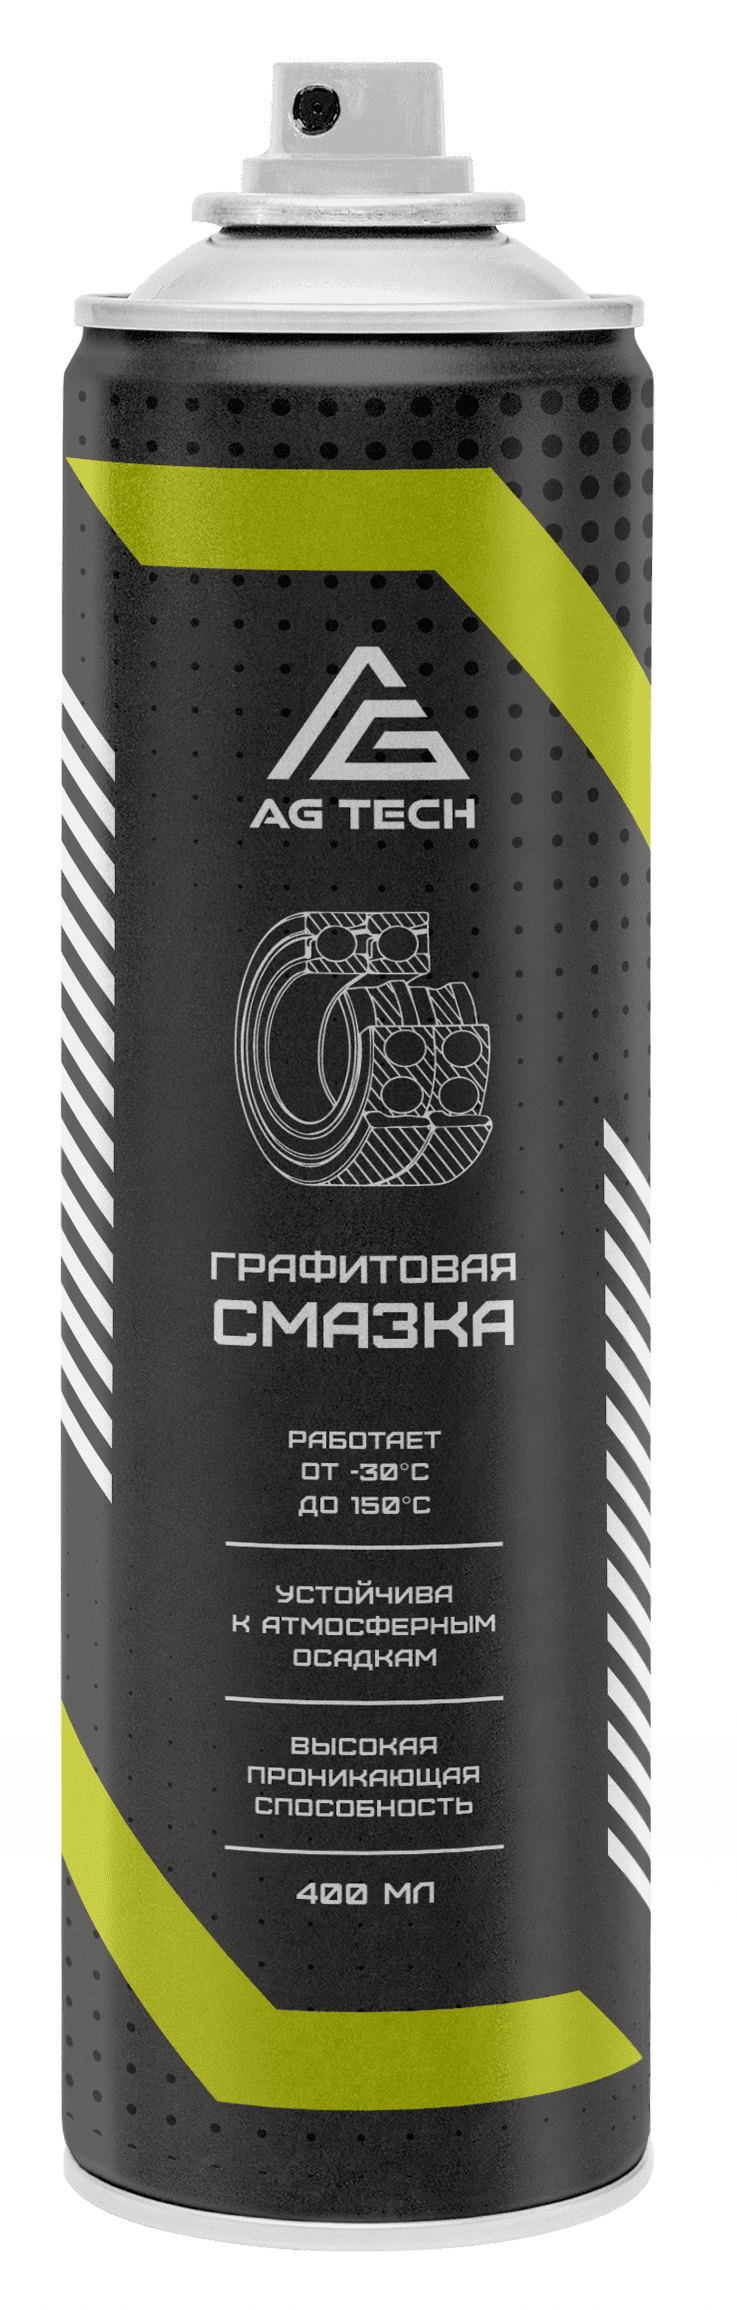 AG TECH
ГРАФИТОВАЯ
СМАЗКА
РАБОТАЕТ
ОТ -30°C
ДО 150°C
УСТОЙЧИВА
К АТМОСФЕРНЫМ
ОСАДКАМ
ВЫСОКАЯ
ПРОНИКАЮЩАЯ
СПОСОБНОСТЬ
400 МЛ